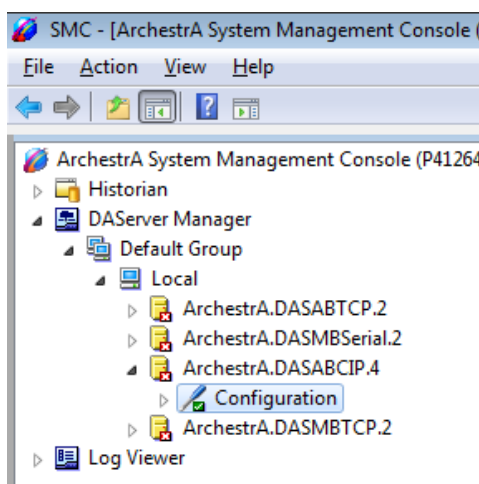 SMC - [ArchestrA System Management Console (
File Action View Help
ArchestrA System Management Console (P41264
Historian
DAServer Manager
Default Group
Local
ArchestrA.DASABTCP.2
ArchestrA.DASMBSerial.2
ArchestrA.DASABCIP.4
Configuration
ArchestrA.DASMBTCP.2
Log Viewer